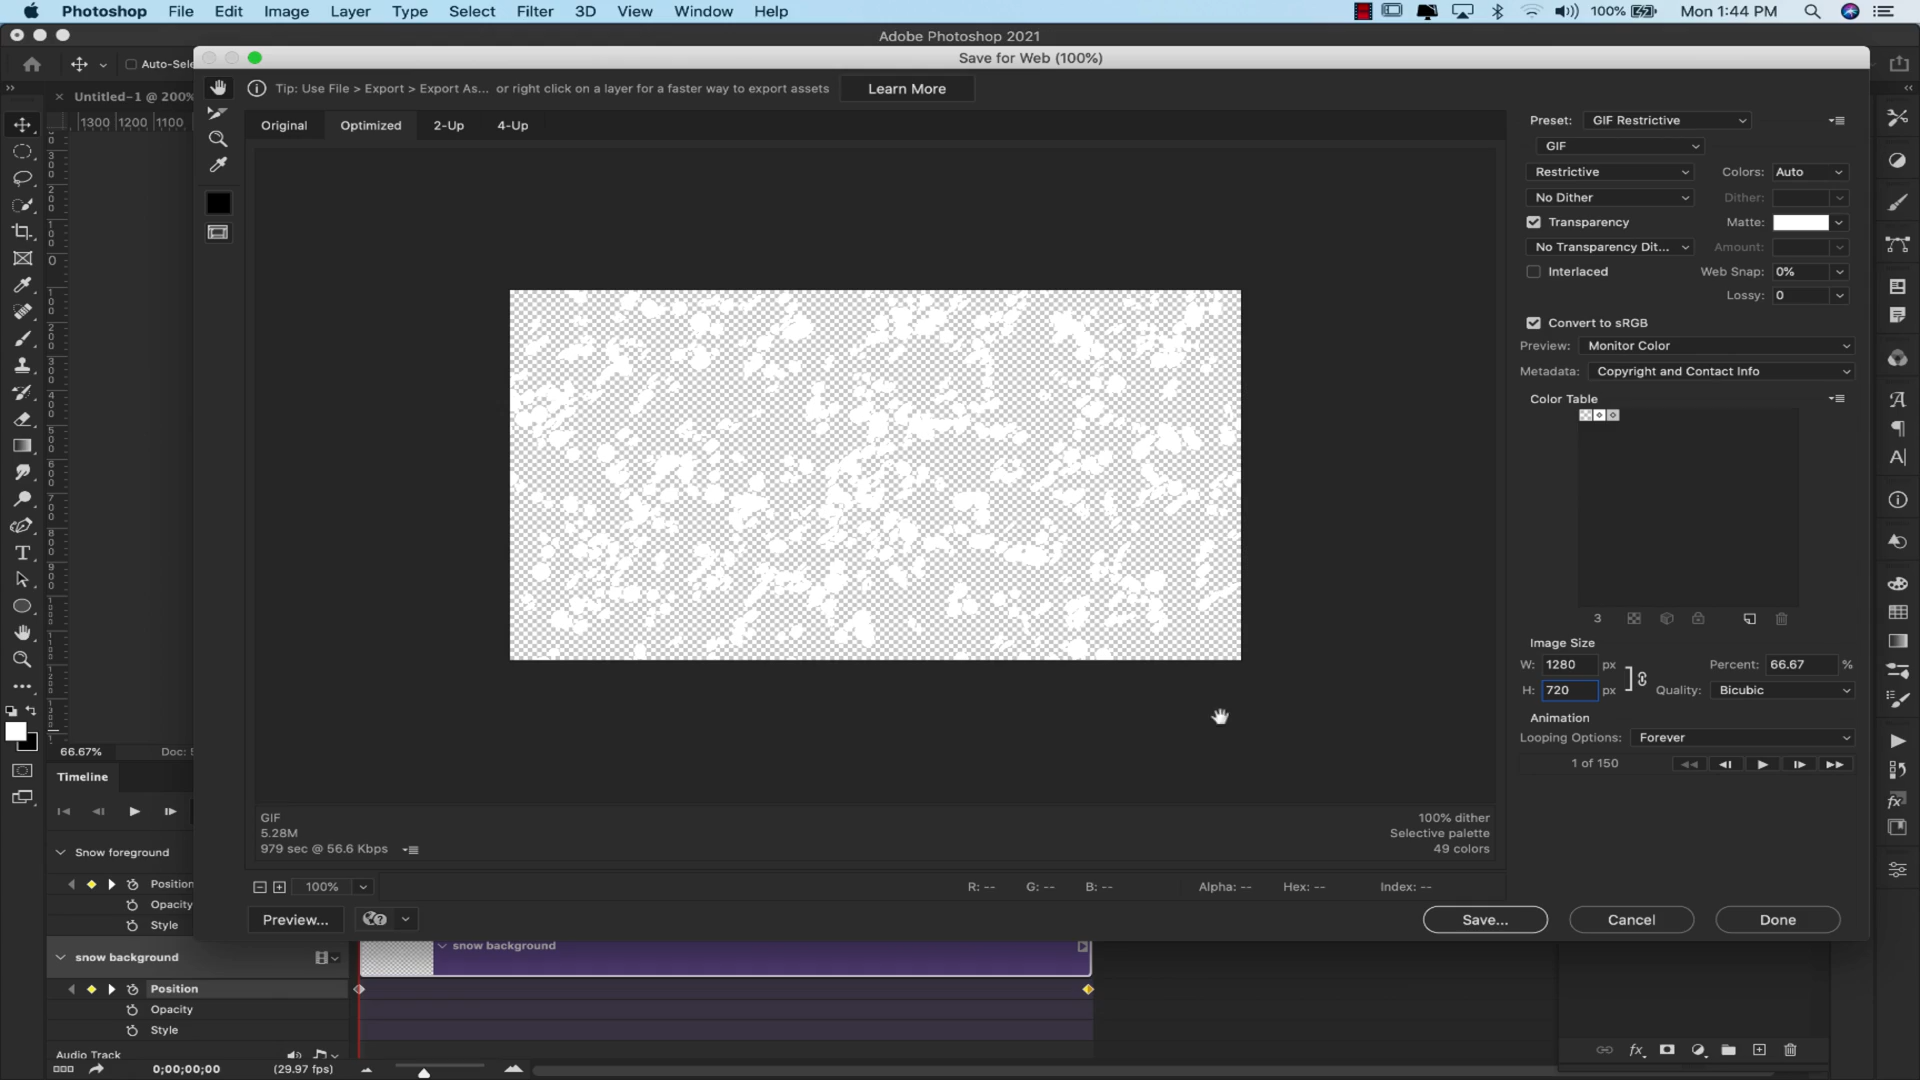 Photoshop File Edit Image Layer Type Select Filter 3D View Window Help 100% Mon 1:44 PM
Adobe Photoshop 2021
Save for Web (100%)
Auto-Sele
Tip: Use File > Export > Export As... or right click on a layer for a faster way to export assets Learn More
Untitled-1 @ 200%
1300 1200 1100
Original Optimized 2-Up 4-Up
Preset: GIF Restrictive
GIF
Restrictive Colors: Auto
No Dither Dither:
Transparency Matte:
No Transparency Dit... Amount:
Interlaced Web Snap: 0%
Lossy: 0
Convert to sRGB
Preview: Monitor Color
Metadata: Copyright and Contact Info
Color Table
3
Image Size
W: 1280 px Percent: 66.67 %
H: 720 px Quality: Bicubic
Animation
Looping Options: Forever
1 of 150
66.67% Doc:
Timeline
GIF
5.28M
979 sec @ 56.6 Kbps
100% dither
Selective palette
49 colors
100% R: -- G: -- B: -- Alpha: -- Hex: -- Index: --
Preview... Save... Cancel Done
Snow foreground
Position
Opacity
Style
snow background
snow background
Position
Opacity
Style
Audio Track
0;00;00;00 (29.97 fps)